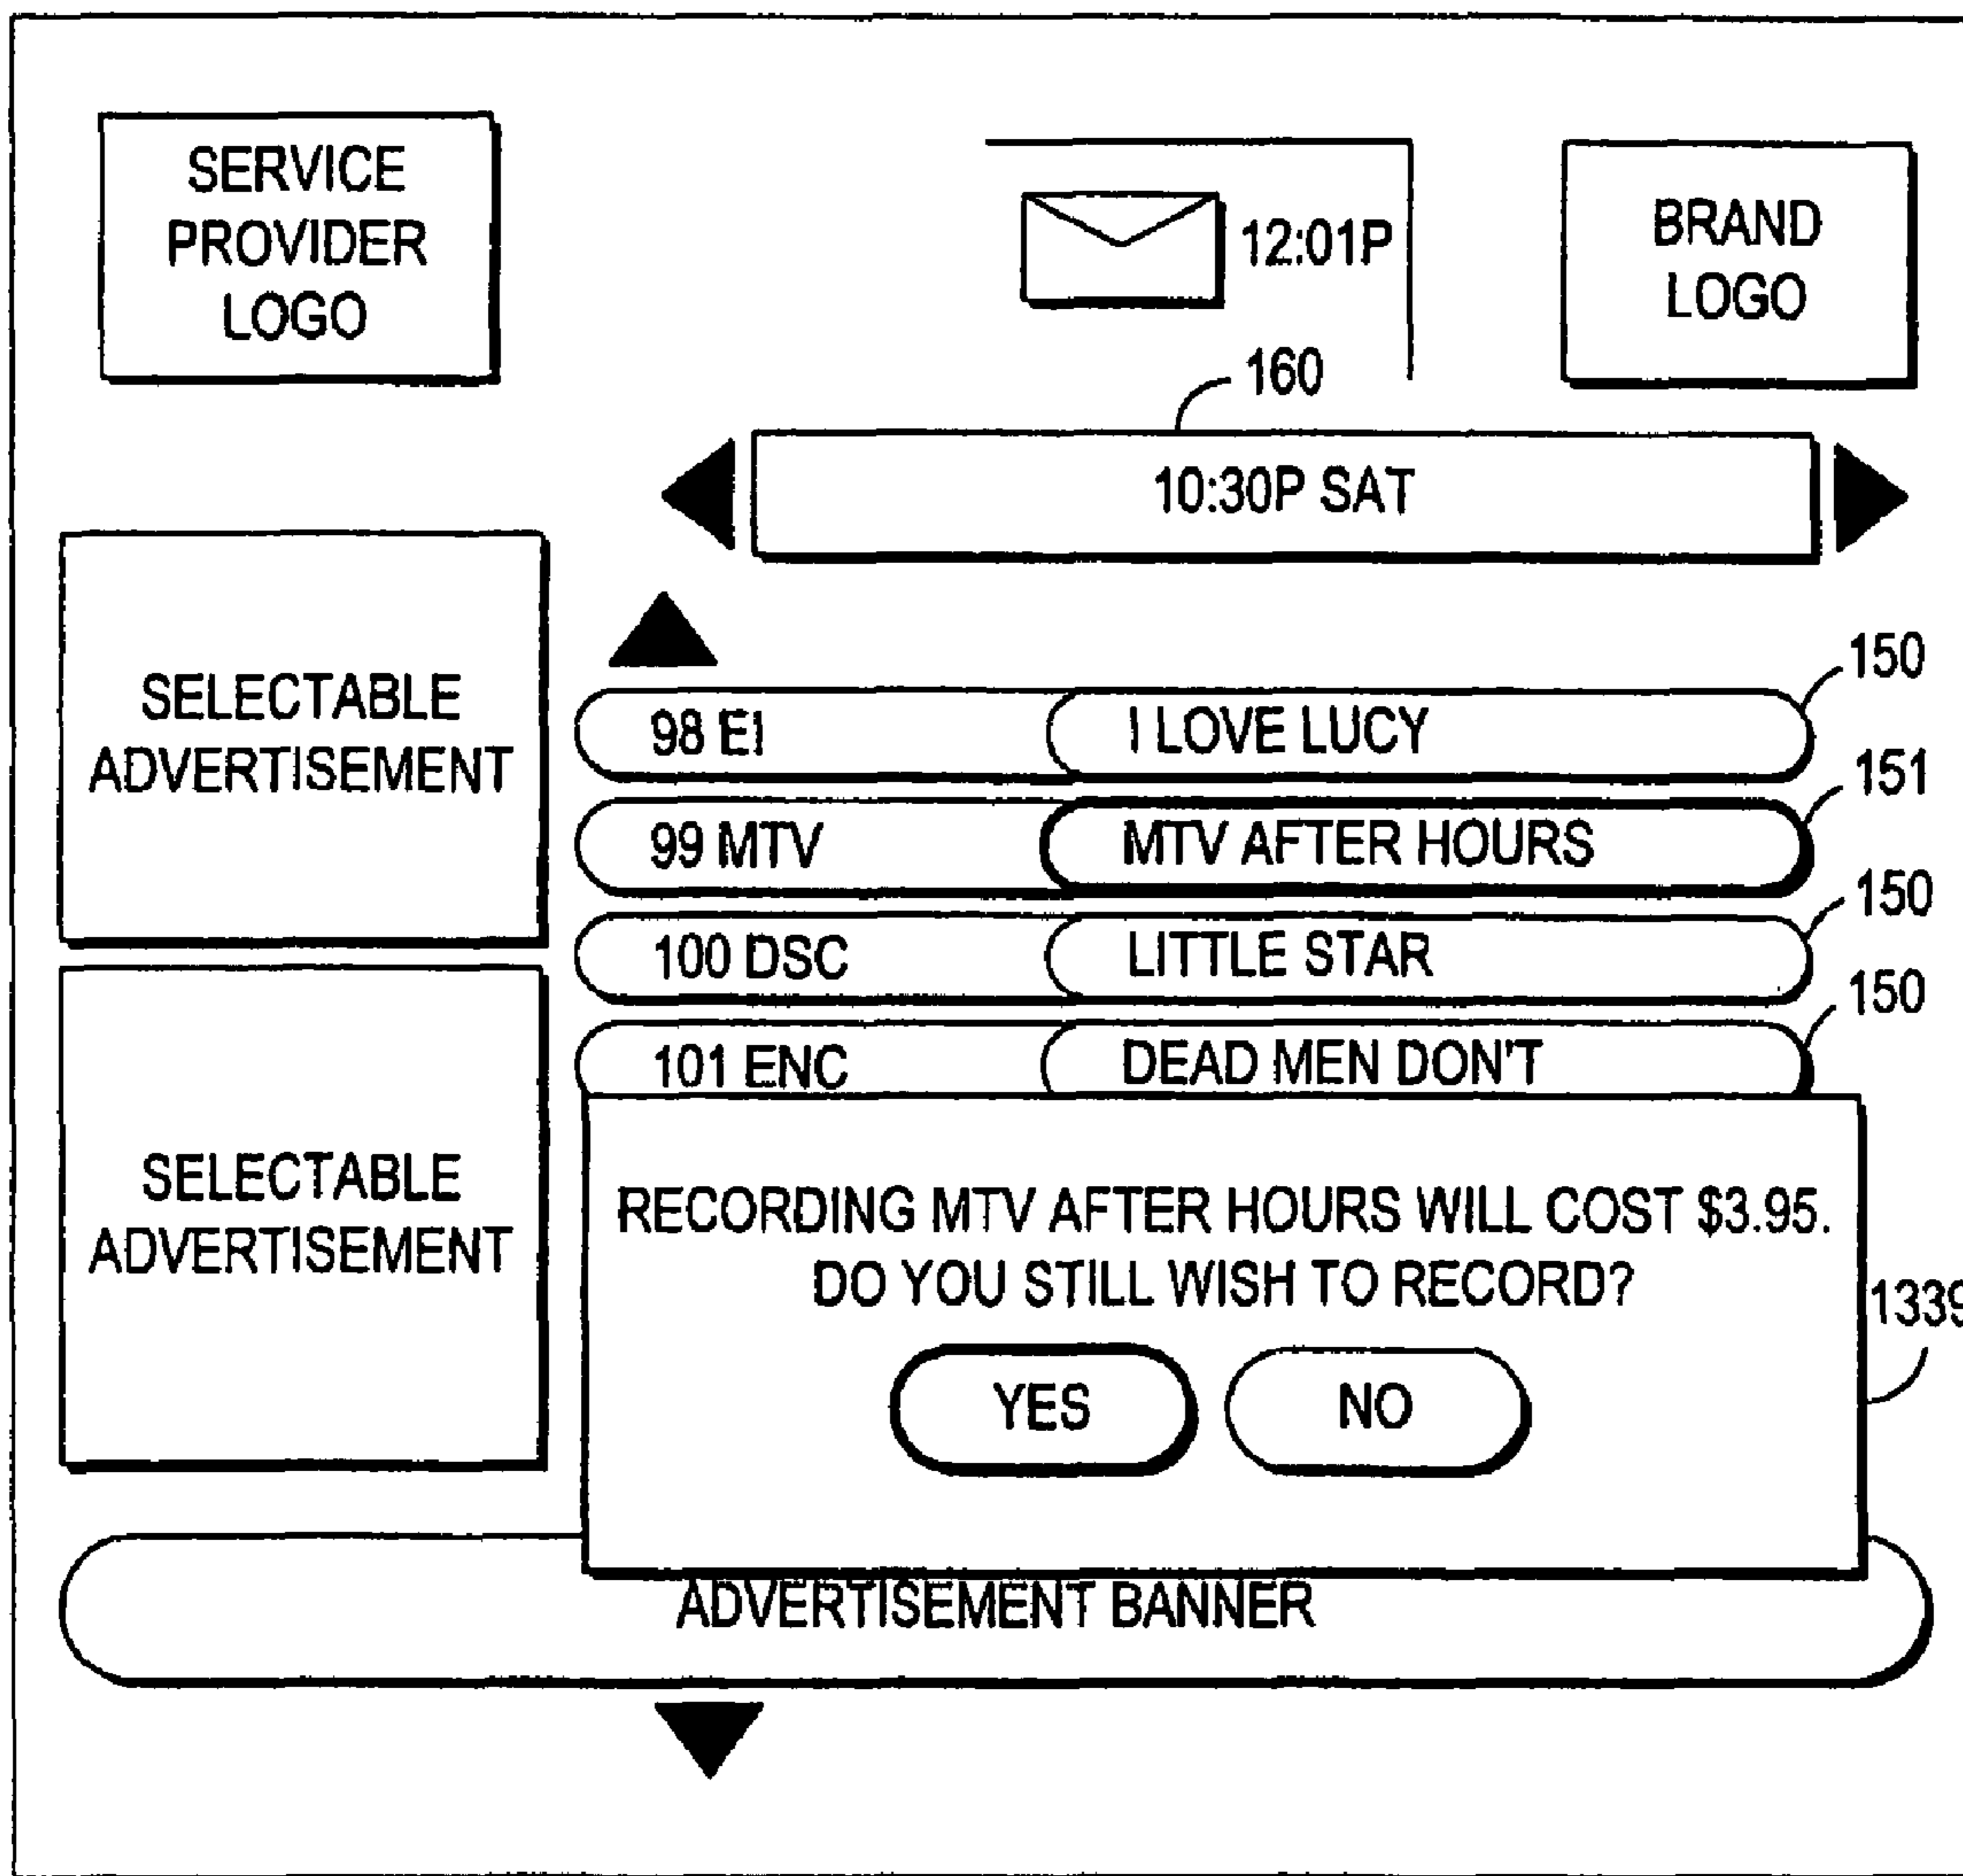 SERVICE
PROVIDER
LOGO
12:01P
BRAND
LOGO
160
10:30P SAT
SELECTABLE
ADVERTISEMENT
150
98 EI I LOVE LUCY
151
99 MTV MTV AFTER HOURS
150
100 DSC LITTLE STAR
150
101 ENC DEAD MEN DON'T
SELECTABLE
ADVERTISEMENT
RECORDING MTV AFTER HOURS WILL COST $3.95.
DO YOU STILL WISH TO RECORD?
1339
YES NO
ADVERTISEMENT BANNER